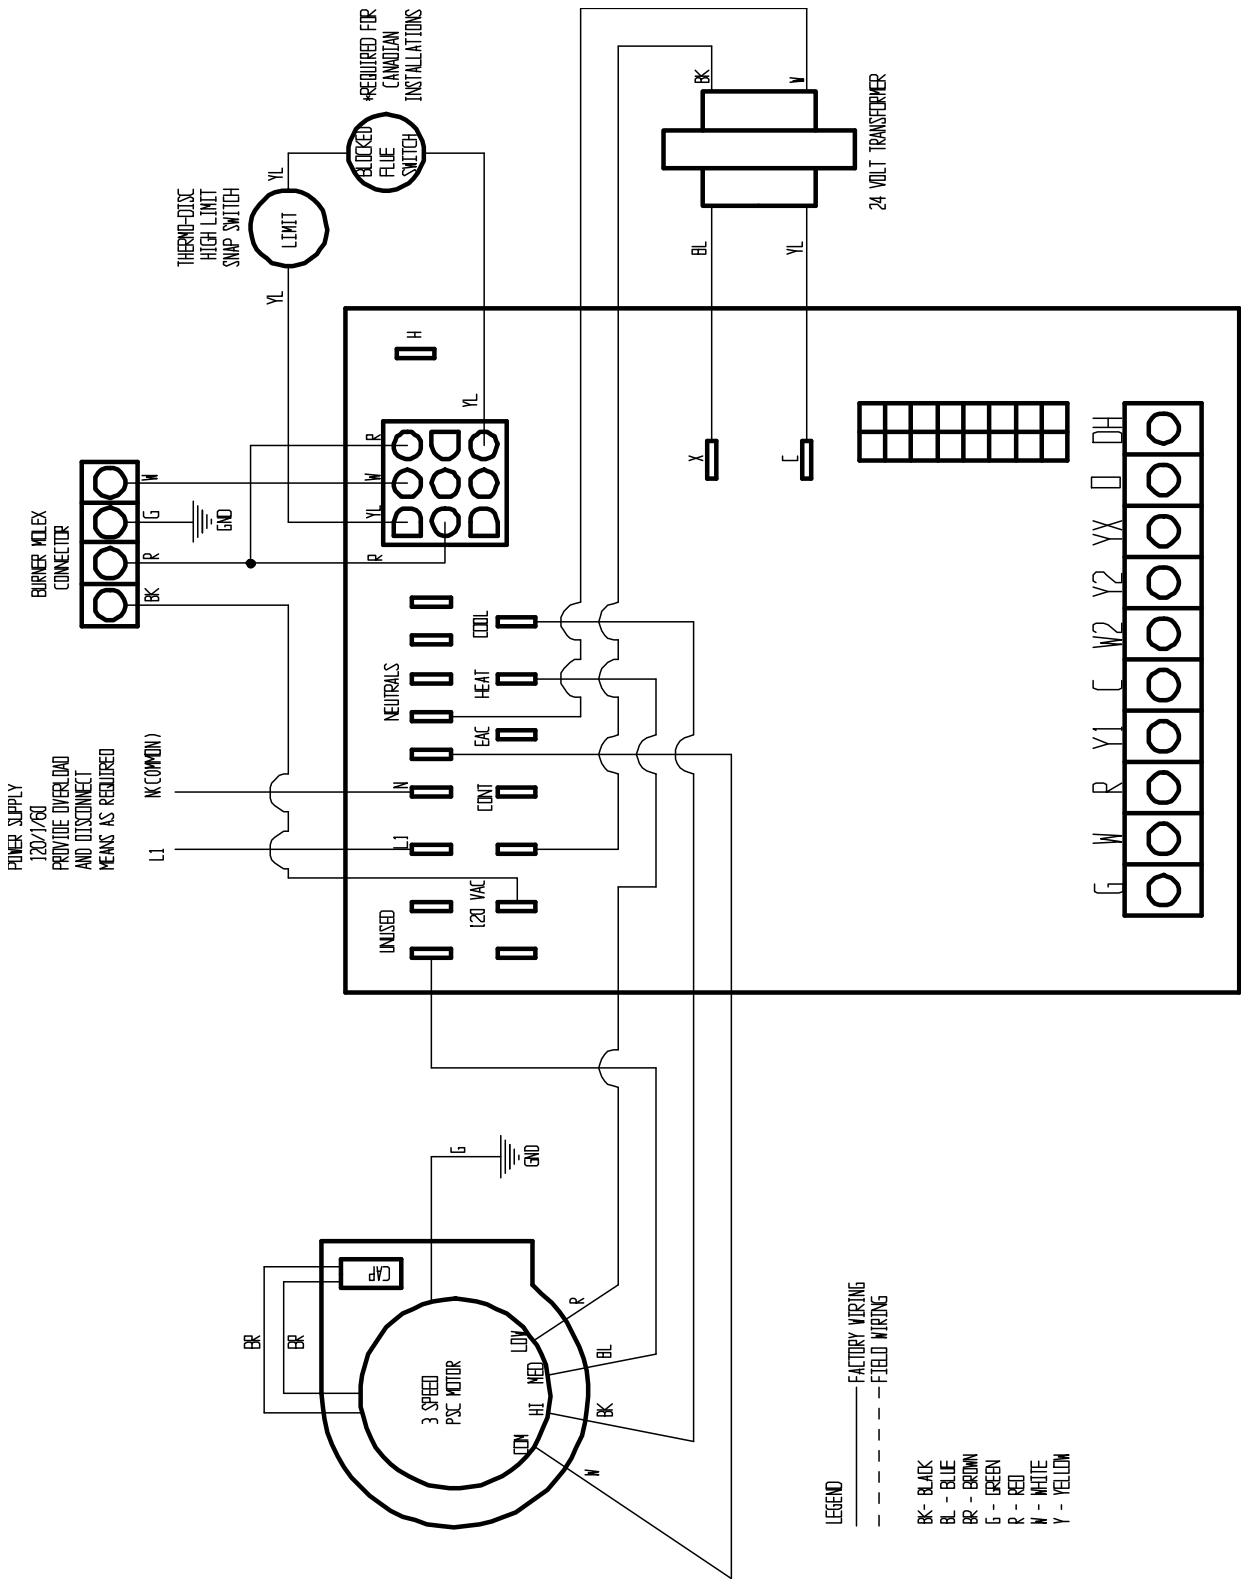 *REQUIRED FOR
CANADIAN
INSTALLATIONS
BLOCKED
FLUE
SWITCH
THERMO-DISC
HIGH LIMIT
SNAP SWITCH
LIMIT
YL
YL
YL
BK
W
24 VOLT TRANSFORMER
BL
YL
H
X
C
BURNER MOLEX
CONNECTOR
W
G
R
BK
GND
R
W
YL
R
NEUTRALS
COOL
HEAT
EAC
CONT
N
L1
120 VAC
UNUSED
POWER SUPPLY
120/1/60
PROVIDE OVERLOAD
AND DISCONNECT
MEANS AS REQUIRED
N(COMMON)
L1
DH
O
YX
Y2
W2
C
Y1
R
W
G
G
GND
CAP
BR
BR
3 SPEED
PSC MOTOR
LOW
MED
HI
COM
R
BL
BK
W
LEGEND
FACTORY WIRING
FIELD WIRING
BK - BLACK
BL - BLUE
BR - BROWN
G - GREEN
R - RED
W - WHITE
Y - YELLOW